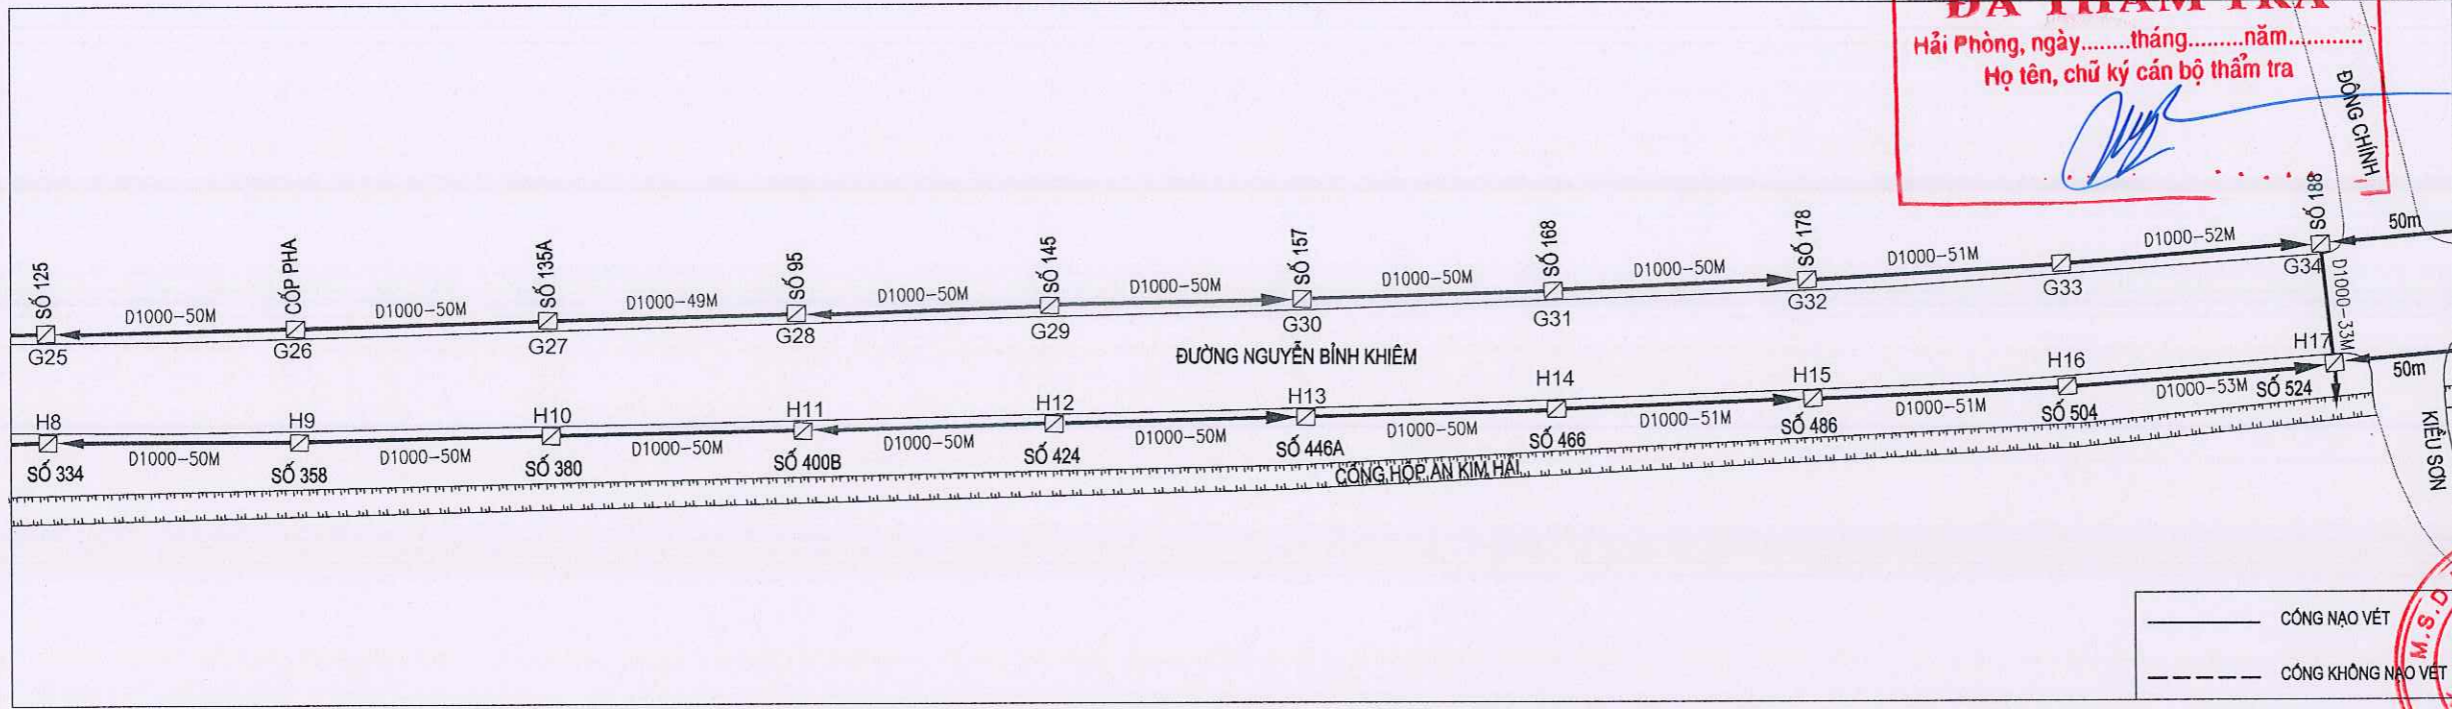 ĐÃ THẨM TRA
Hải Phòng, ngày........tháng.........năm............
Họ tên, chữ ký cán bộ thẩm tra
ĐÔNG CHÍNH
SỐ 125
CỐP PHA
SỐ 135A
SỐ 95
SỐ 145
SỐ 157
SỐ 168
SỐ 178
SỐ 188
50m
D1000-50M
D1000-50M
D1000-49M
D1000-50M
D1000-50M
D1000-50M
D1000-50M
D1000-51M
D1000-52M
G25
G26
G27
G28
G29
G30
G31
G32
G33
G34
D1000-33M
ĐƯỜNG NGUYỄN BỈNH KHIÊM
H8
H9
H10
H11
H12
H13
H14
H15
H16
H17
50m
D1000-50M
D1000-50M
D1000-50M
D1000-50M
D1000-50M
D1000-50M
D1000-51M
D1000-51M
D1000-53M
SỐ 334
SỐ 358
SỐ 380
SỐ 400B
SỐ 424
SỐ 446A
SỐ 466
SỐ 486
SỐ 504
SỐ 524
CỐNG HỘP AN KIM HẢI
KIỀU SƠN
CỐNG NẠO VÉT
CỐNG KHÔNG NẠO VÉT
M.S.D